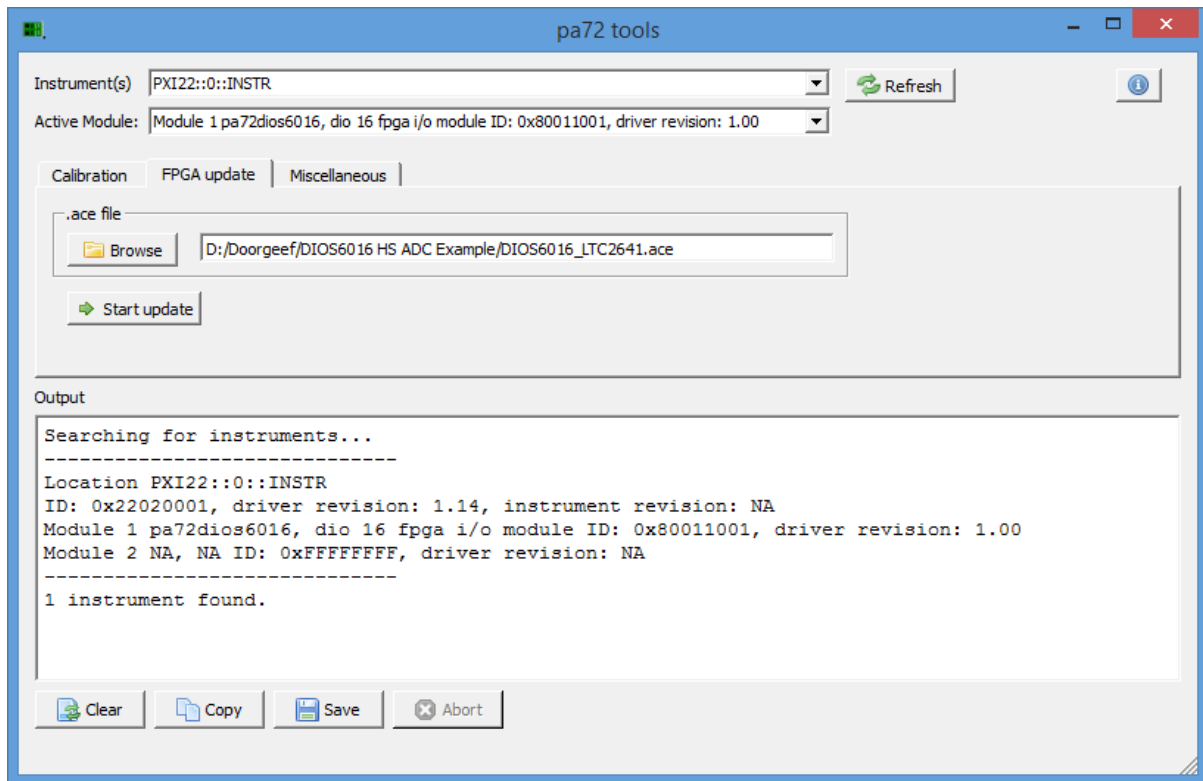 pa72 tools
Instrument(s) PXI22::0::INSTR Refresh
Active Module: Module 1 pa72dios6016, dio 16 fpga i/o module ID: 0x80011001, driver revision: 1.00
Calibration FPGA update Miscellaneous
.ace file
Browse D:/Doorgeef/DIOS6016 HS ADC Example/DIOS6016_LTC2641.ace
Start update
Output
Searching for instruments...
-----------------------------
Location PXI22::0::INSTR
ID: 0x22020001, driver revision: 1.14, instrument revision: NA
Module 1 pa72dios6016, dio 16 fpga i/o module ID: 0x80011001, driver revision: 1.00
Module 2 NA, NA ID: 0xFFFFFFFF, driver revision: NA
-----------------------------
1 instrument found.
Clear Copy Save Abort